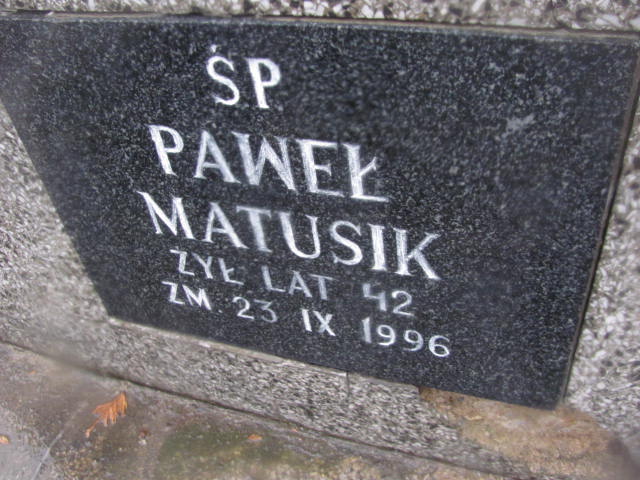 ŚP
PAWEŁ
MATUSIK
ŻYŁ LAT 42
ZM. 23 IX 1996